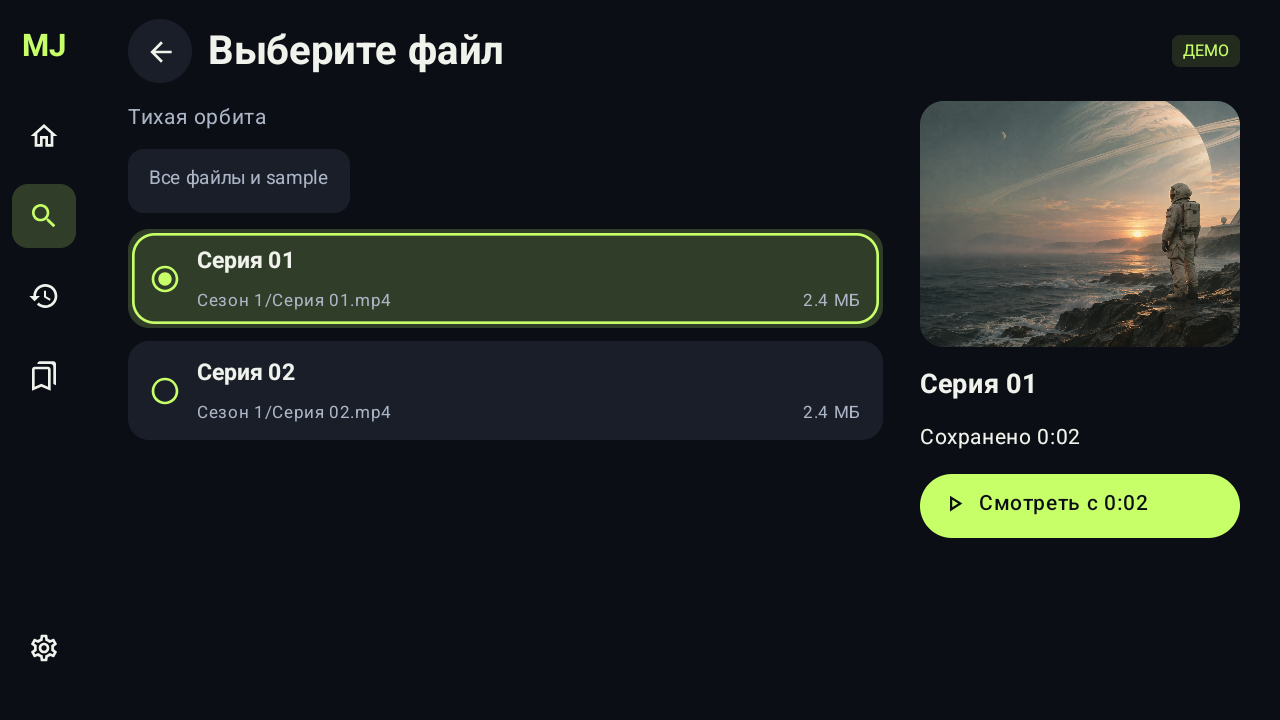 MJ
Выберите файл
ДЕМО
Тихая орбита
Все файлы и sample
Серия 01
Сезон 1/Серия 01.mp4
2.4 МБ
Серия 02
Сезон 1/Серия 02.mp4
2.4 МБ
Серия 01
Сохранено 0:02
Смотреть с 0:02